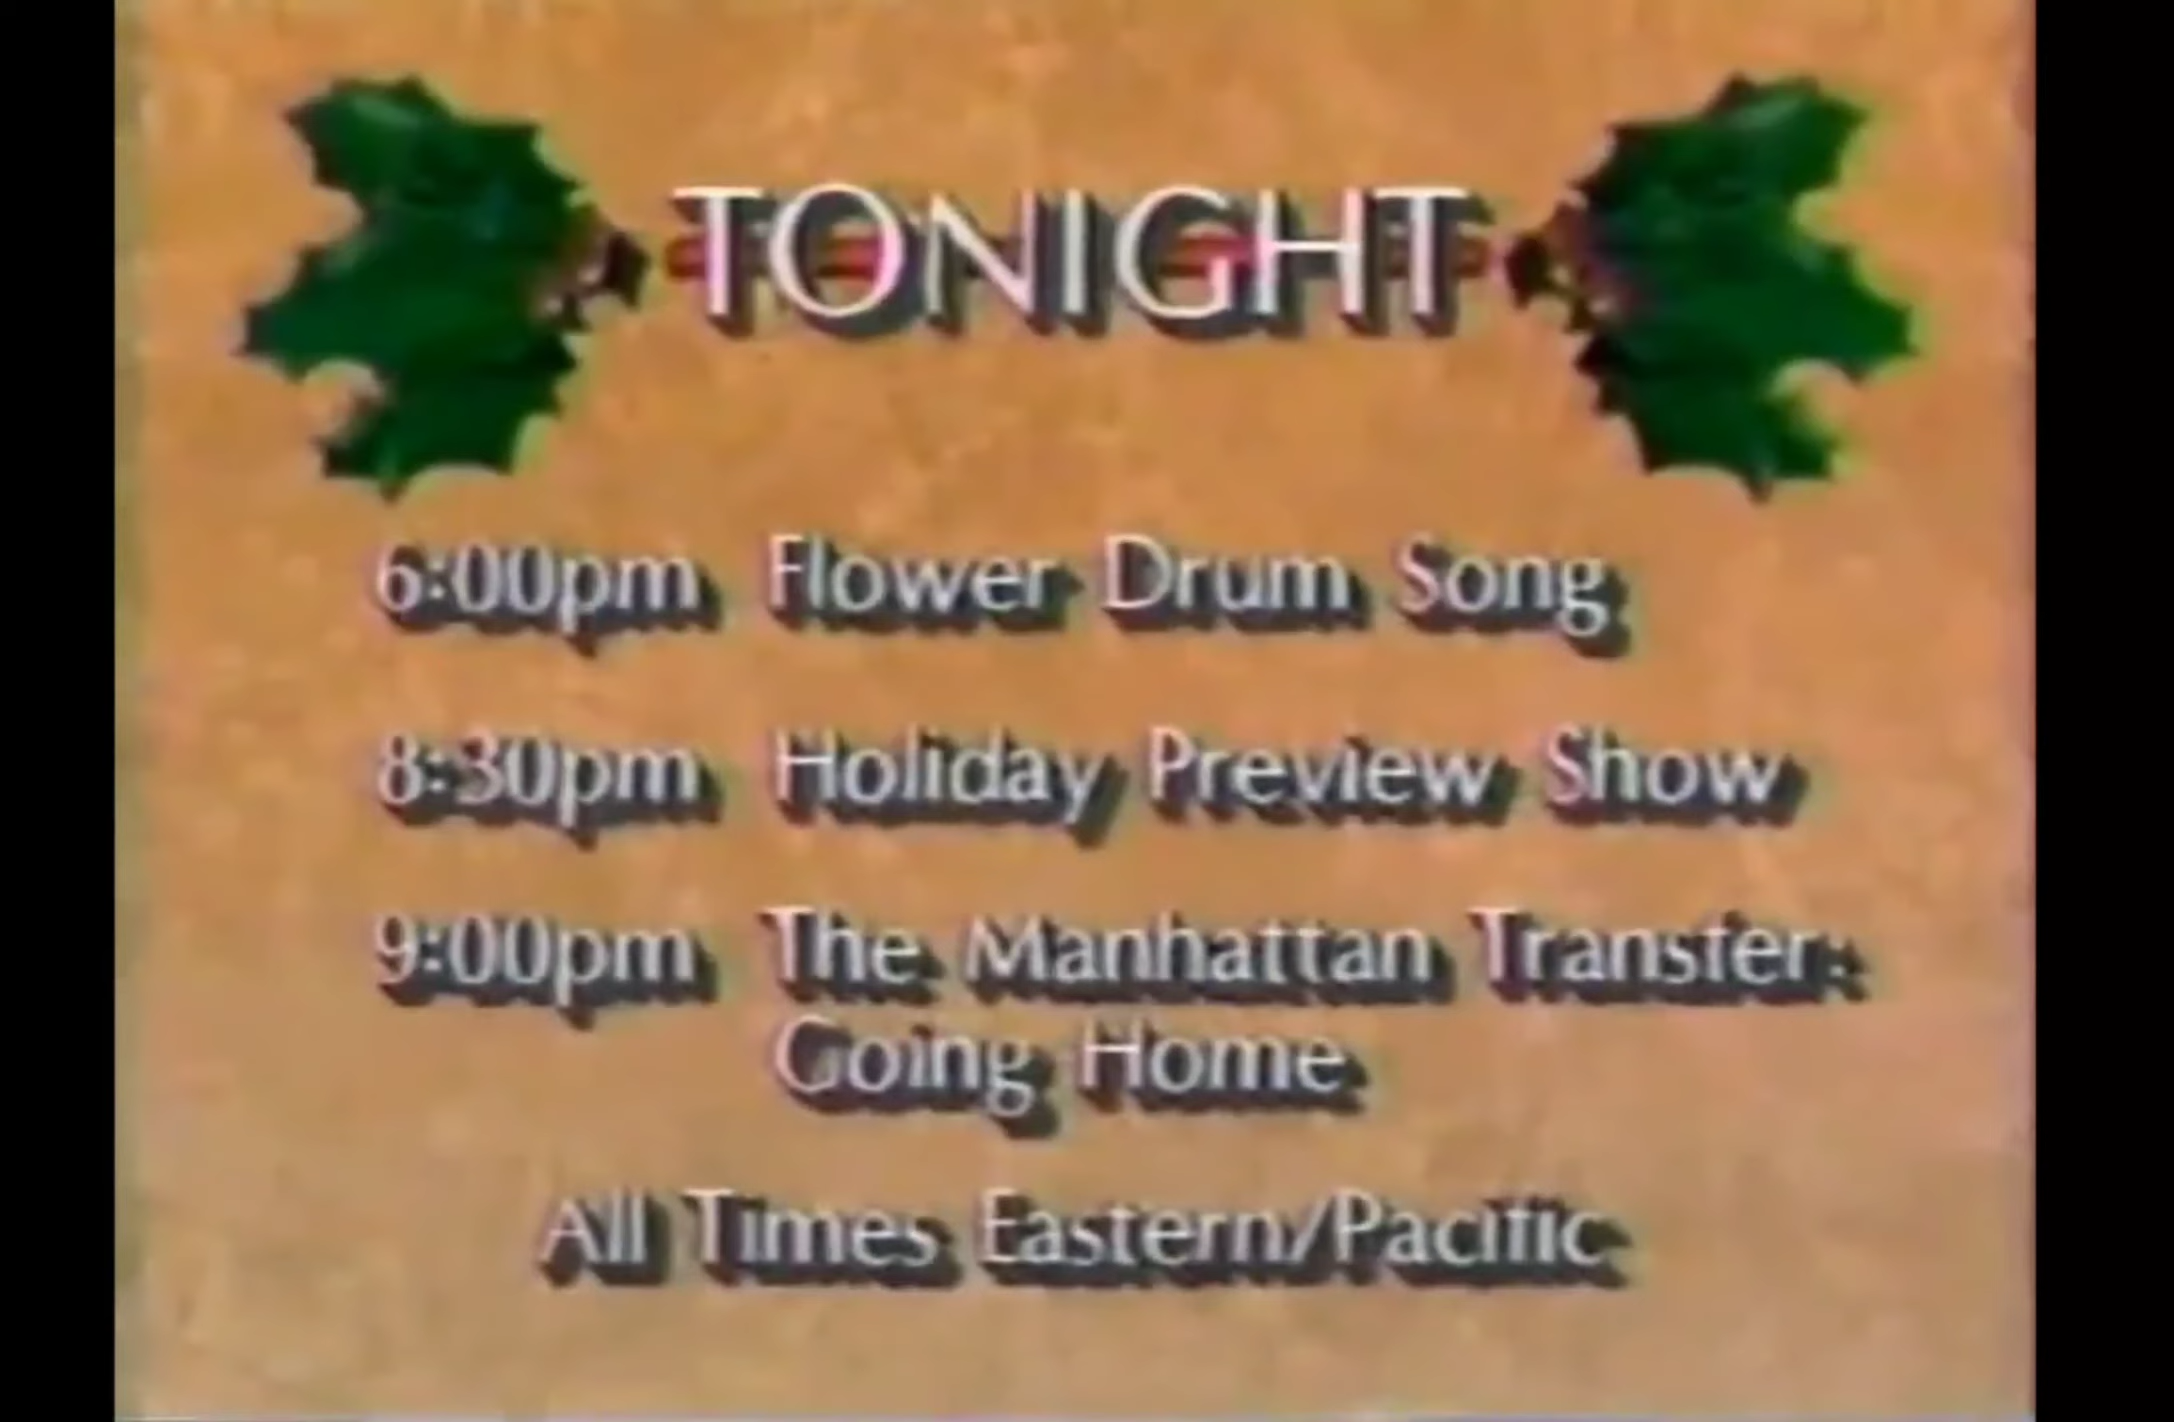 TONIGHT
6:00pm Flower Drum Song
8:30pm Holiday Preview Show
9:00pm The Manhattan Transfer:
Going Home
All Times Eastern/Pacific